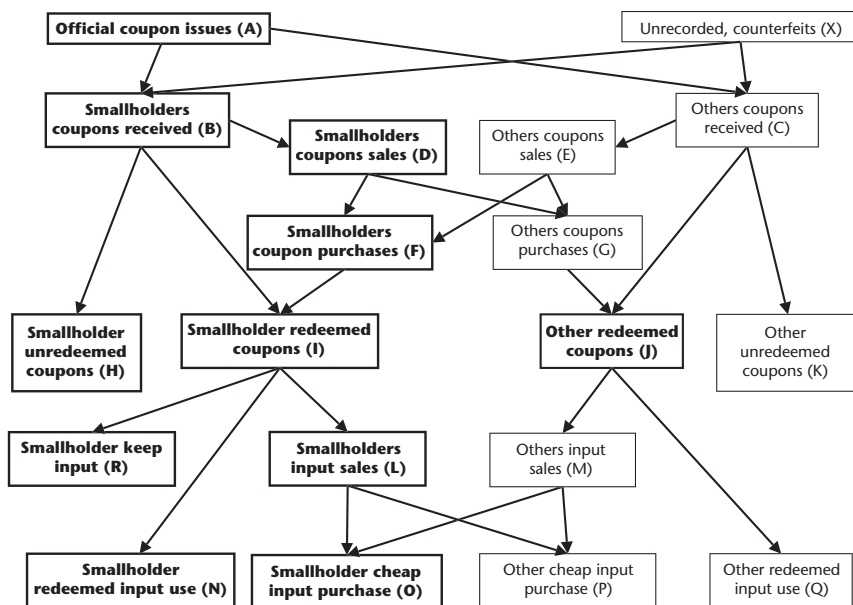 Official coupon issues (A)
Unrecorded, counterfeits (X)
Smallholders
coupons received (B)
Others coupons
received (C)
Smallholders
coupons sales (D)
Others coupons
sales (E)
Smallholders
coupon purchases (F)
Others coupons
purchases (G)
Smallholder
unredeemed
coupons (H)
Smallholder redeemed
coupons (I)
Other redeemed
coupons (J)
Other
unredeemed
coupons (K)
Smallholder keep
input (R)
Smallholders
input sales (L)
Others input
sales (M)
Smallholder
redeemed input use (N)
Smallholder cheap
input purchase (O)
Other cheap input
purchase (P)
Other redeemed
input use (Q)